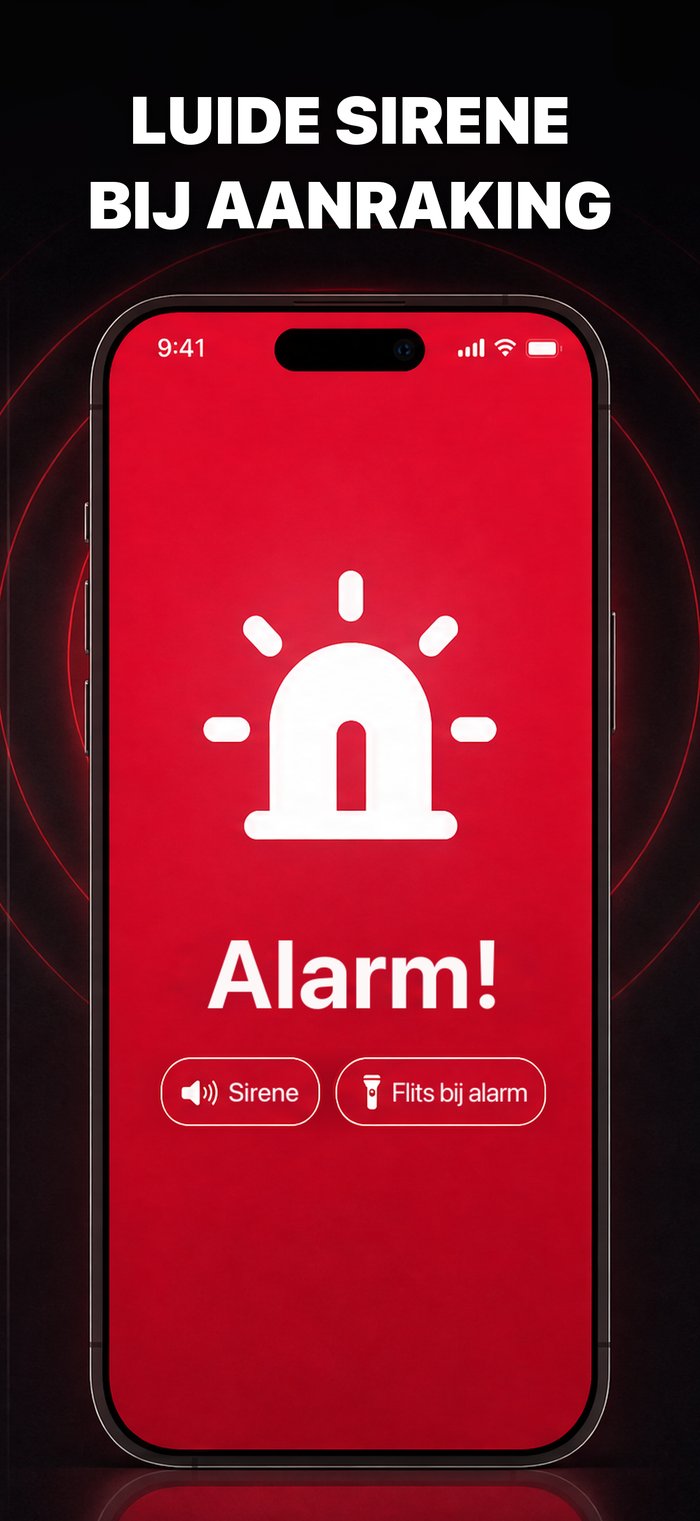 LUIDE SIRENE
BIJ AANRAKING
9:41
Alarm!
Sirene
Flits bij alarm